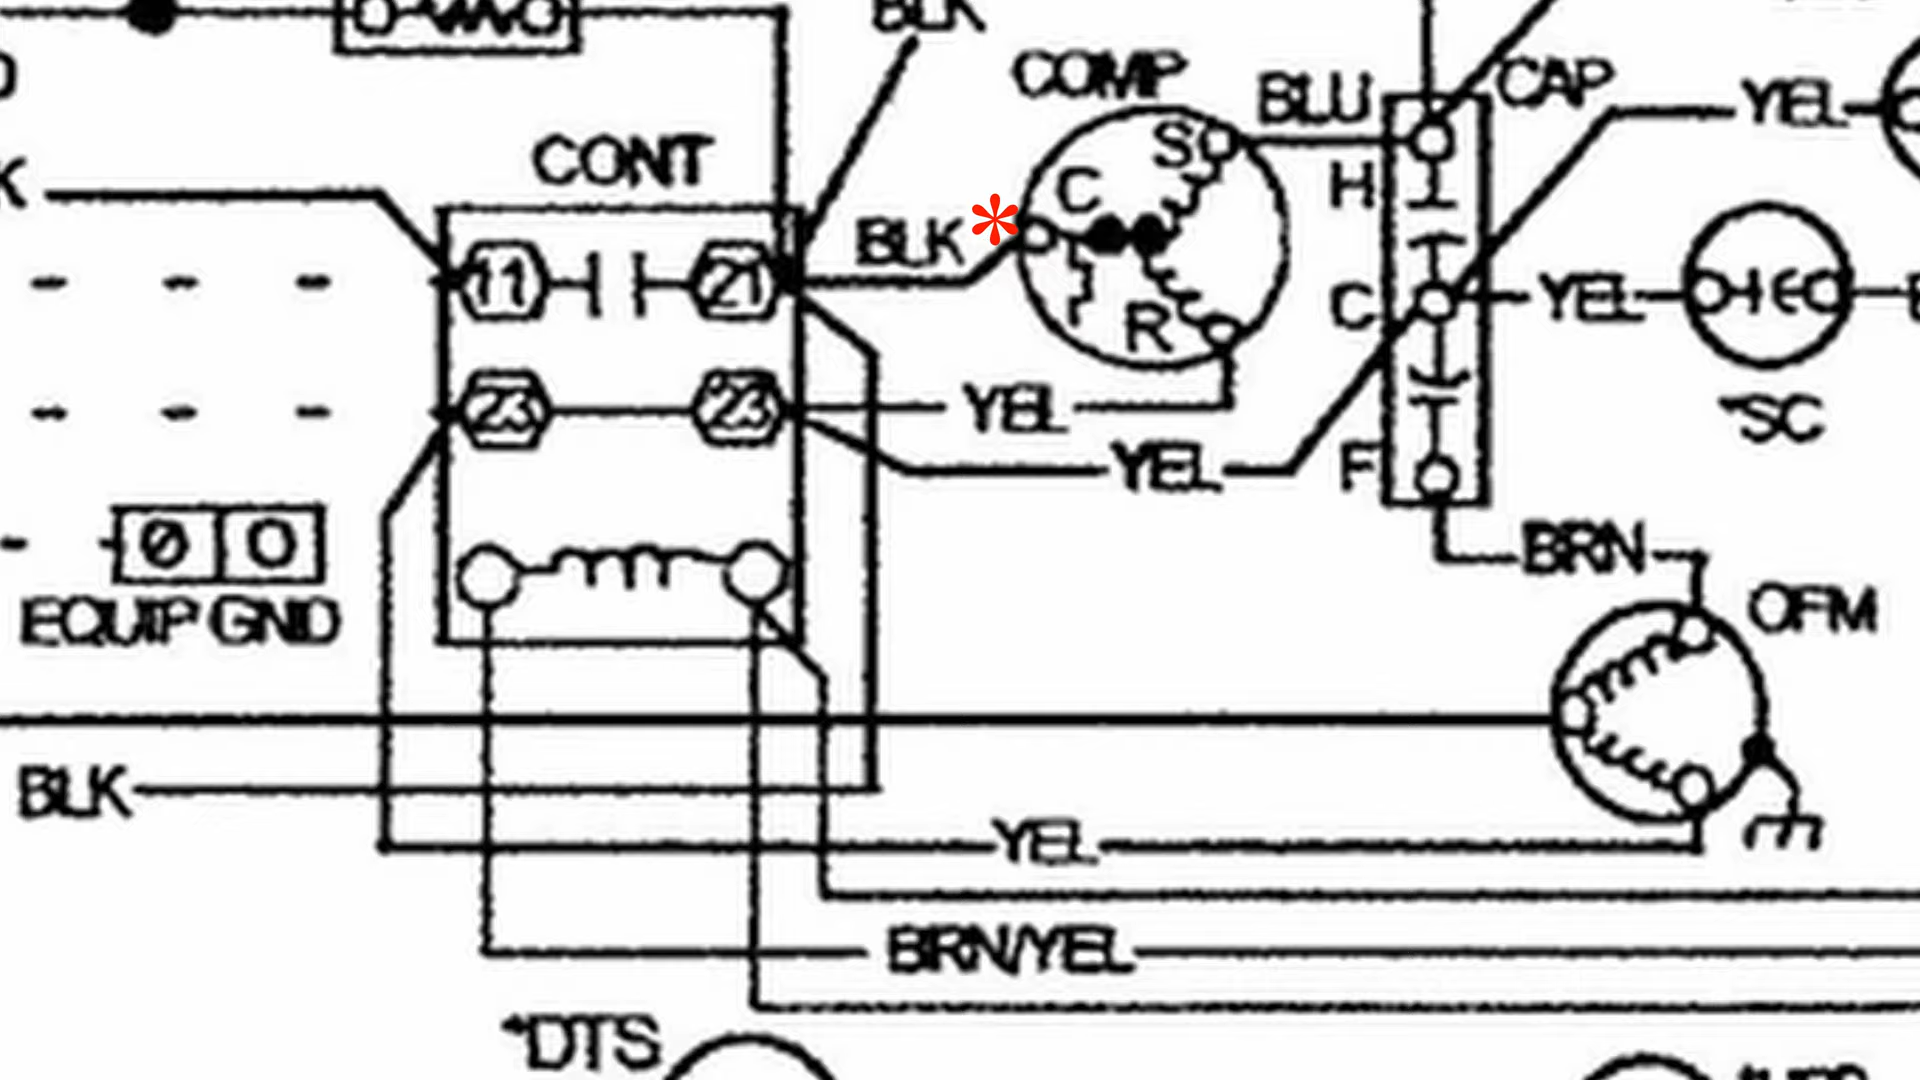 BLK
COMP
BLU
CAP
YEL
CONT
S
H
C
BLK
*
11
21
C
YEL
R
23
23
YEL
*SC
YEL
F
BRN
EQUIP GND
OFM
BLK
YEL
BRN/YEL
*DTS